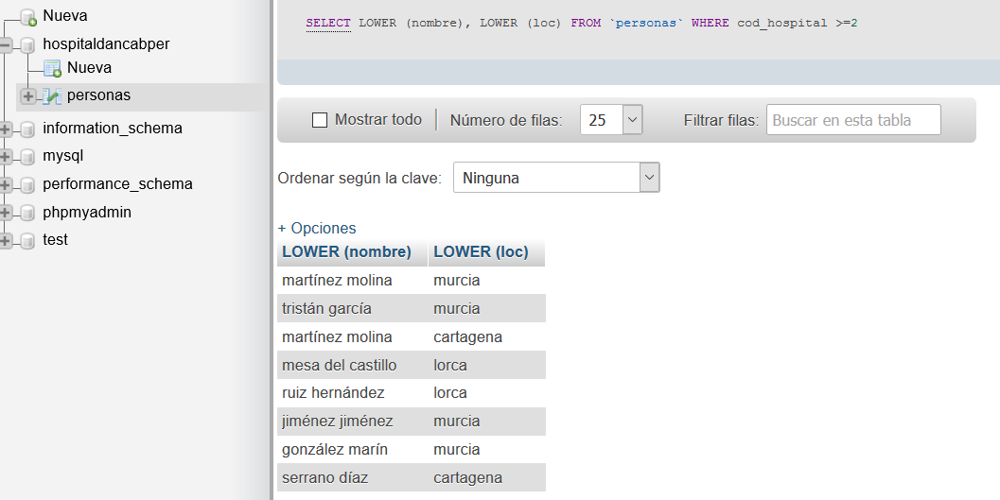 Nueva
hospitaldancabper
Nueva
personas
information_schema
mysql
performance_schema
phpmyadmin
test
SELECT LOWER (nombre), LOWER (loc) FROM `personas` WHERE cod_hospital >=2
Mostrar todo Número de filas: 25 Filtrar filas: Buscar en esta tabla
Ordenar según la clave: Ninguna
+ Opciones
LOWER (nombre) LOWER (loc)
martínez molina murcia
tristán garcía murcia
martínez molina cartagena
mesa del castillo lorca
ruiz hernández lorca
jiménez jiménez murcia
gonzález marín murcia
serrano díaz cartagena